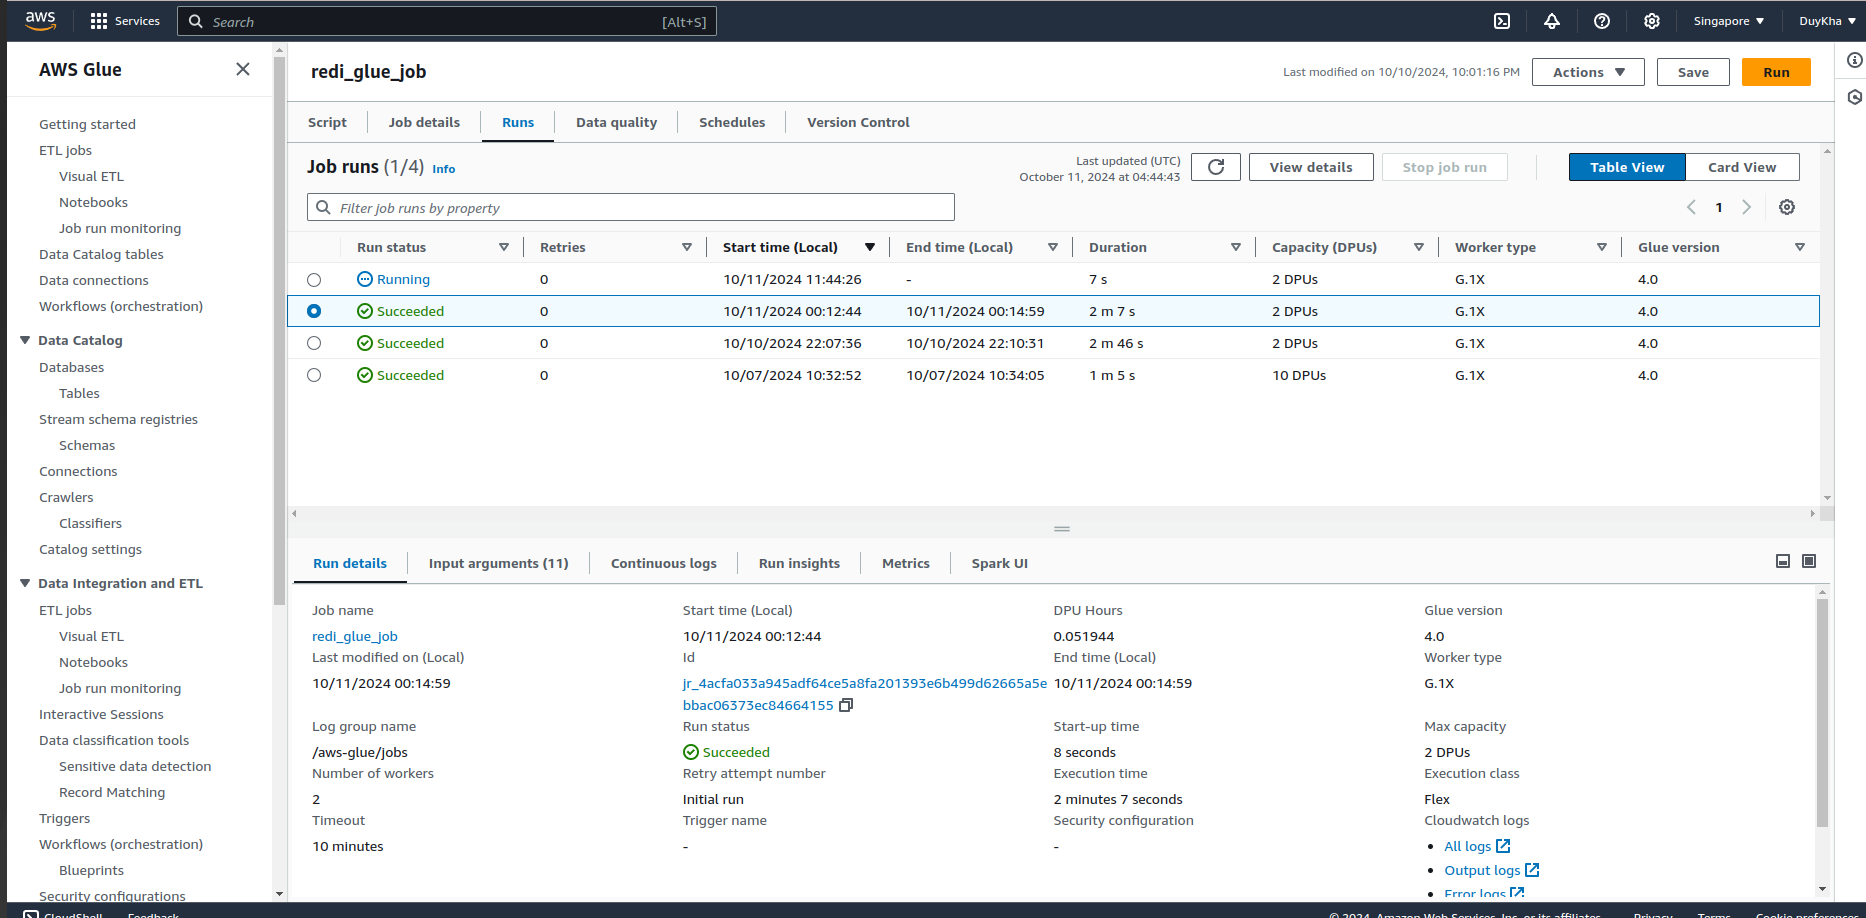 aws
Services
Search
[Alt+S]
Singapore
DuyKha
AWS Glue
Getting started
ETL jobs
Visual ETL
Notebooks
Job run monitoring
Data Catalog tables
Data connections
Workflows (orchestration)
Data Catalog
Databases
Tables
Stream schema registries
Schemas
Connections
Crawlers
Classifiers
Catalog settings
Data Integration and ETL
ETL jobs
Visual ETL
Notebooks
Job run monitoring
Interactive Sessions
Data classification tools
Sensitive data detection
Record Matching
Triggers
Workflows (orchestration)
Blueprints
Security configurations
redi_glue_job
Last modified on 10/10/2024, 10:01:16 PM
Actions
Save
Run
Script
Job details
Runs
Data quality
Schedules
Version Control
Job runs (1/4) Info
Last updated (UTC)
October 11, 2024 at 04:44:43
View details
Stop job run
Table View
Card View
Filter job runs by property
1
Run status Retries Start time (Local) End time (Local) Duration Capacity (DPUs) Worker type Glue version
Running 0 10/11/2024 11:44:26 - 7 s 2 DPUs G.1X 4.0
Succeeded 0 10/11/2024 00:12:44 10/11/2024 00:14:59 2 m 7 s 2 DPUs G.1X 4.0
Succeeded 0 10/10/2024 22:07:36 10/10/2024 22:10:31 2 m 46 s 2 DPUs G.1X 4.0
Succeeded 0 10/07/2024 10:32:52 10/07/2024 10:34:05 1 m 5 s 10 DPUs G.1X 4.0
Run details
Input arguments (11)
Continuous logs
Run insights
Metrics
Spark UI
Job name Start time (Local) DPU Hours Glue version
redi_glue_job 10/11/2024 00:12:44 0.051944 4.0
Last modified on (Local) Id End time (Local) Worker type
10/11/2024 00:14:59 jr_4acfa033a945adf64ce5a8fa201393e6b499d62665a5e 10/11/2024 00:14:59 G.1X
bbac06373ec84664155
Log group name Run status Start-up time Max capacity
/aws-glue/jobs Succeeded 8 seconds 2 DPUs
Number of workers Retry attempt number Execution time Execution class
2 Initial run 2 minutes 7 seconds Flex
Timeout Trigger name Security configuration Cloudwatch logs
10 minutes - - All logs
Output logs
Error logs
CloudShell
Feedback
© 2024, Amazon Web Services, Inc. or its affiliates.
Privacy
Terms
Cookie preferences